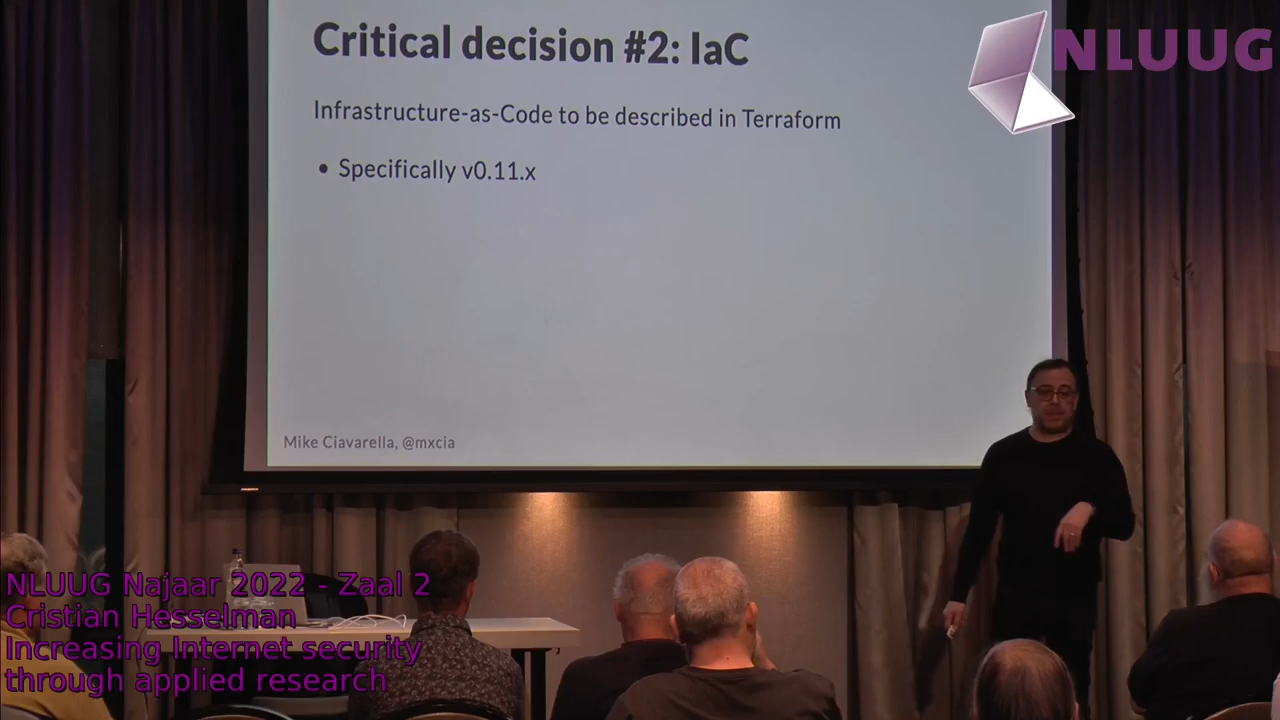 Critical decision #2: IaC
NLUUG
Infrastructure-as-Code to be described in Terraform
• Specifically v0.11.x
Mike Ciavarella, @mxcia
NLUUG Najaar 2022 - Zaal 2
Cristian Hesselman
Increasing Internet security
through applied research